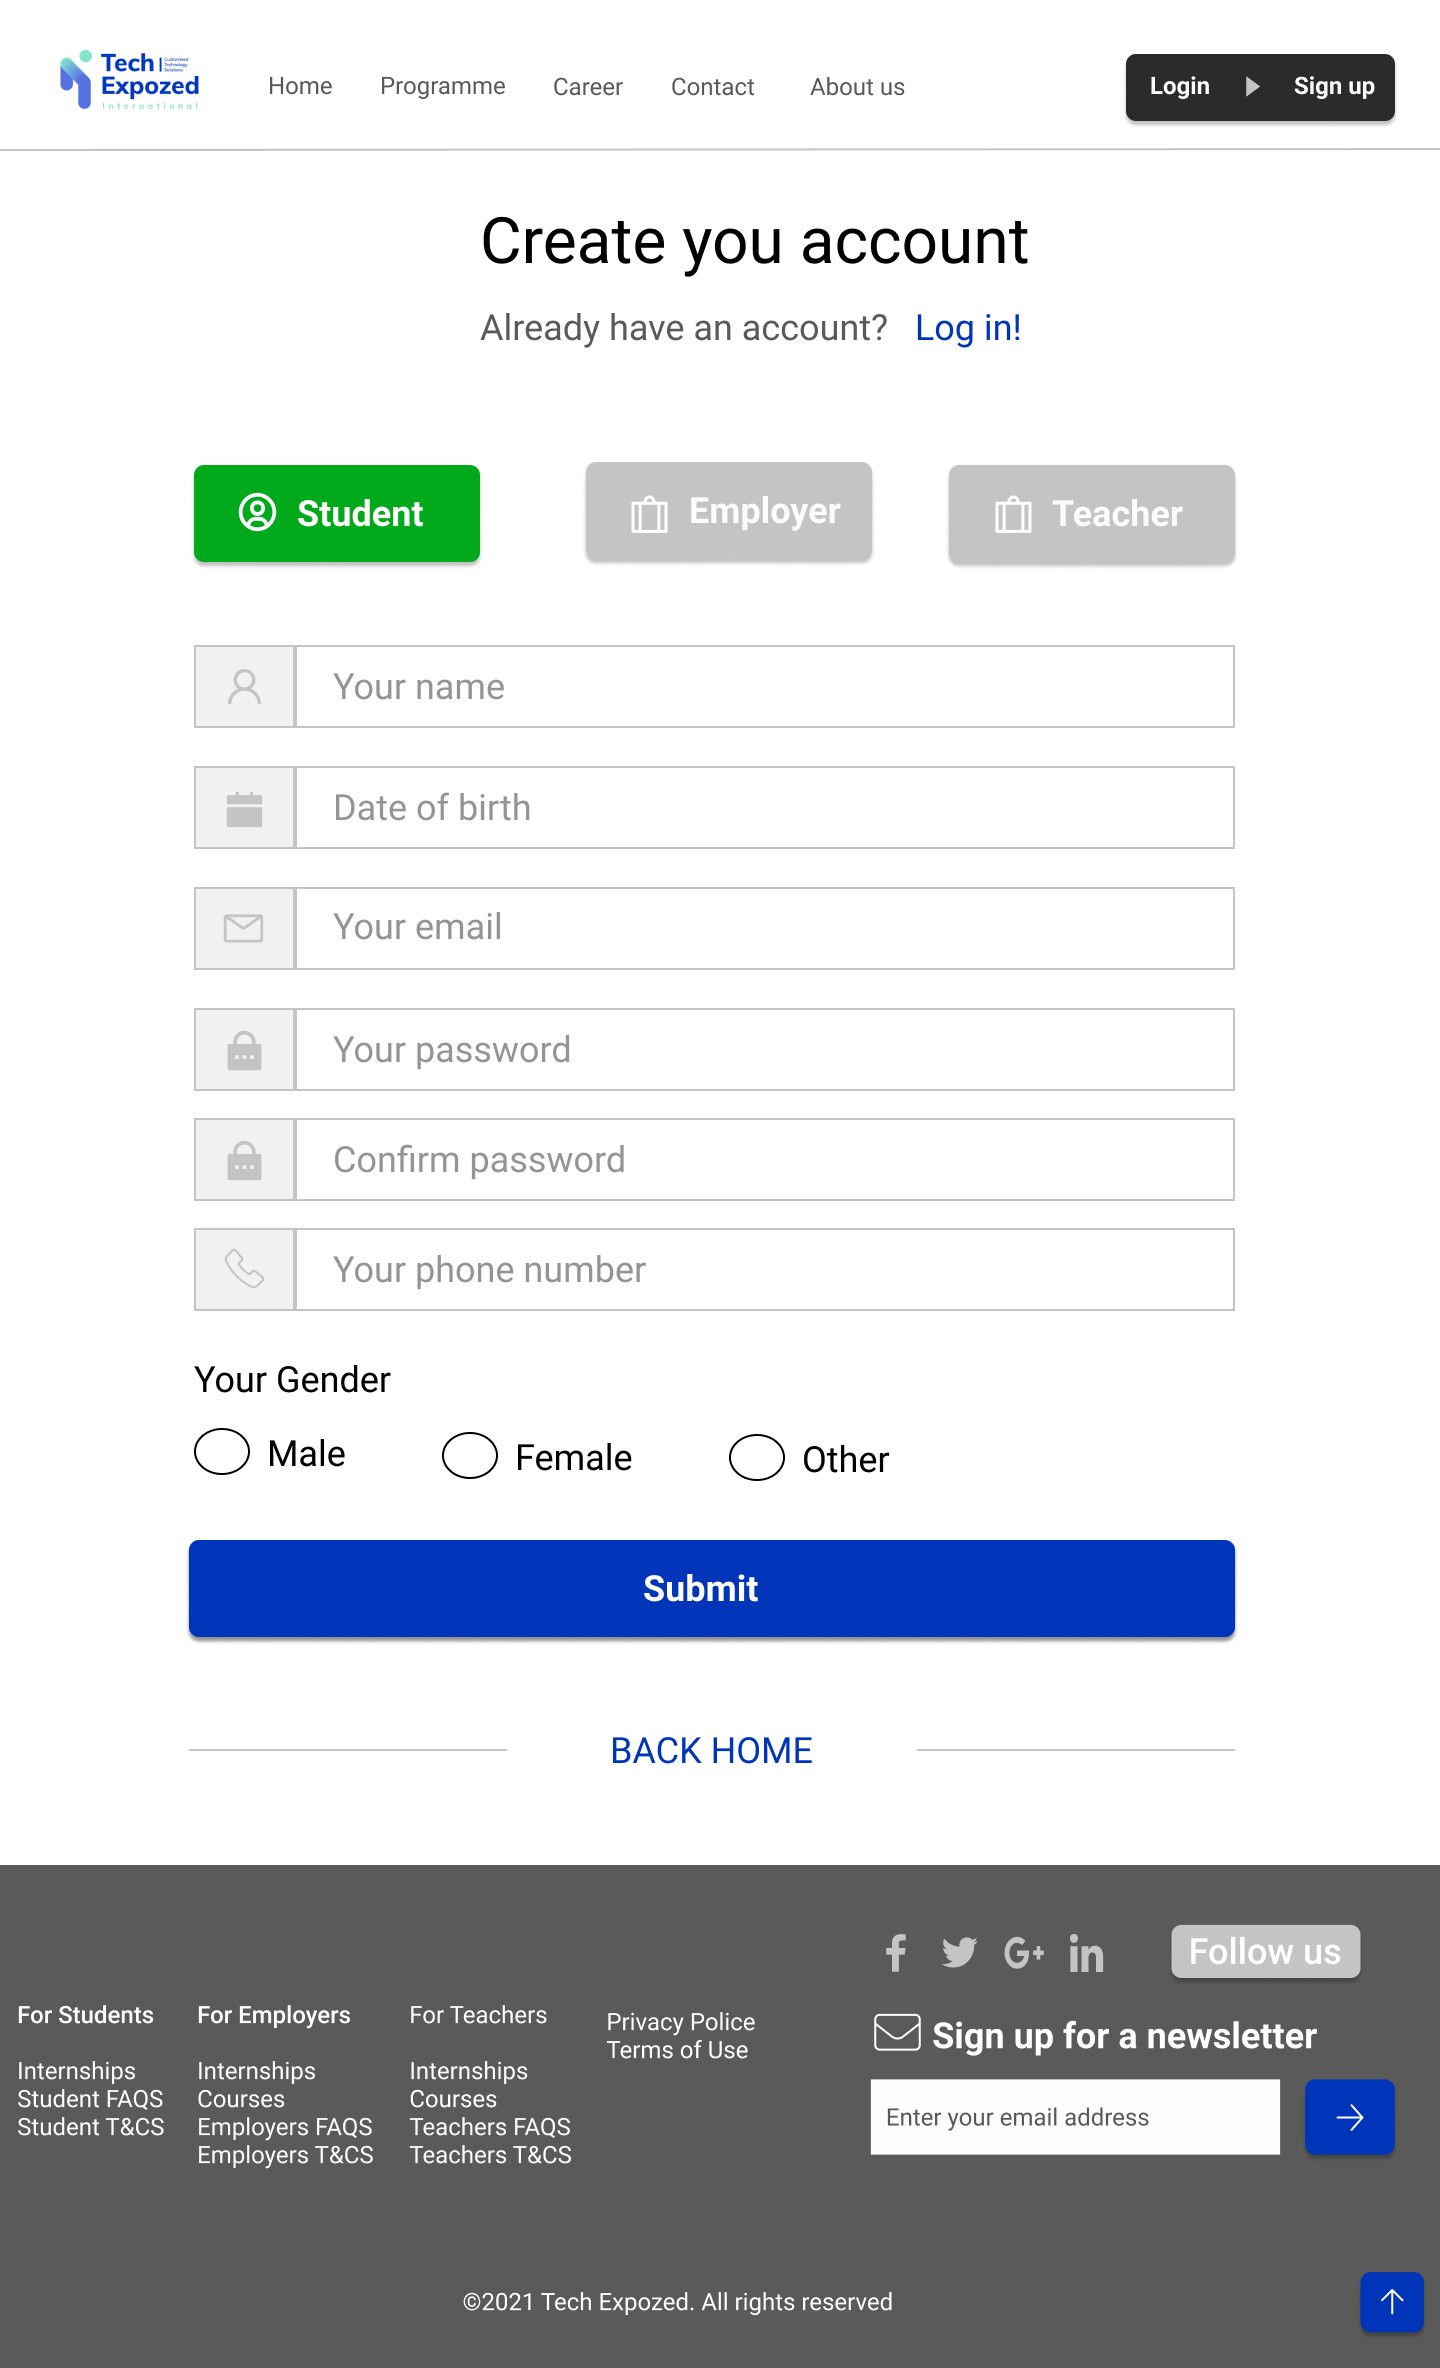 Tech
Customized
Technology
Solutions
Expozed
International
Home
Programme
Career
Contact
About us
Login
Sign up
Create you account
Already have an account? Log in!
Student
Employer
Teacher
Your name
Date of birth
Your email
Your password
Confirm password
Your phone number
Your Gender
Male
Female
Other
Submit
BACK HOME
For Students
Internships
Student FAQS
Student T&CS
For Employers
Internships
Courses
Employers FAQS
Employers T&CS
For Teachers
Internships
Courses
Teachers FAQS
Teachers T&CS
Privacy Police
Terms of Use
f
G+
in
Follow us
Sign up for a newsletter
Enter your email address
©2021 Tech Expozed. All rights reserved